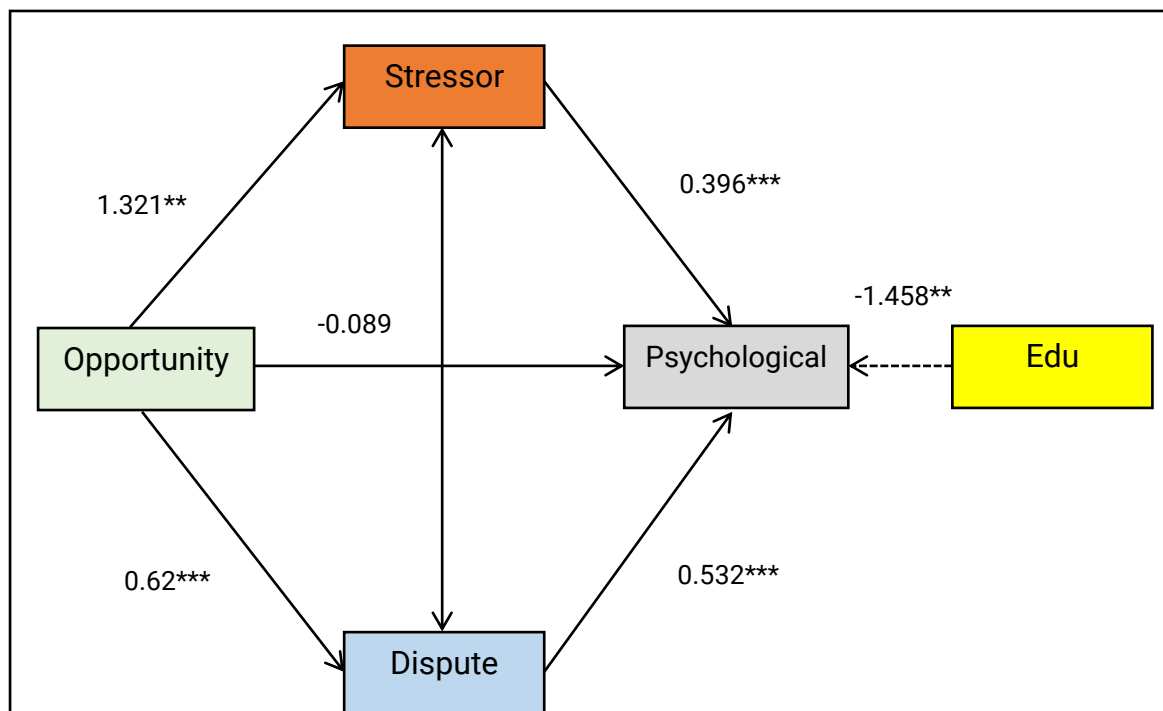 Stressor
1.321**
0.396***
-1.458**
-0.089
Opportunity
Psychological
Edu
0.62***
0.532***
Dispute